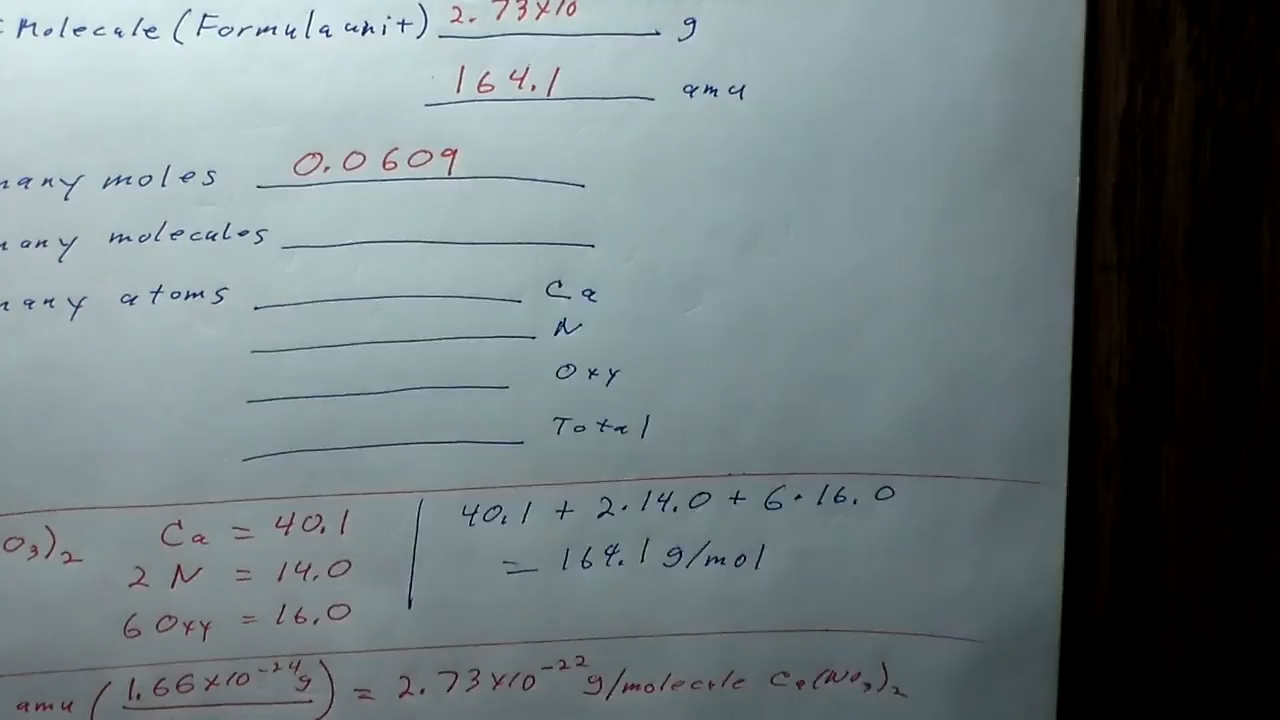 Molecule (Formula unit) 2.73x10 g
164.1 amu
many moles 0.0609
many molecules
many atoms Ca
N
Oxy
Total
O3)2 Ca = 40.1
2 N = 14.0
6 Oxy = 16.0
40.1 + 2·14.0 + 6·16.0
= 164.1 g/mol
amu (1.66x10^-24 g) = 2.73x10^-22 g/molecule Ca(NO3)2